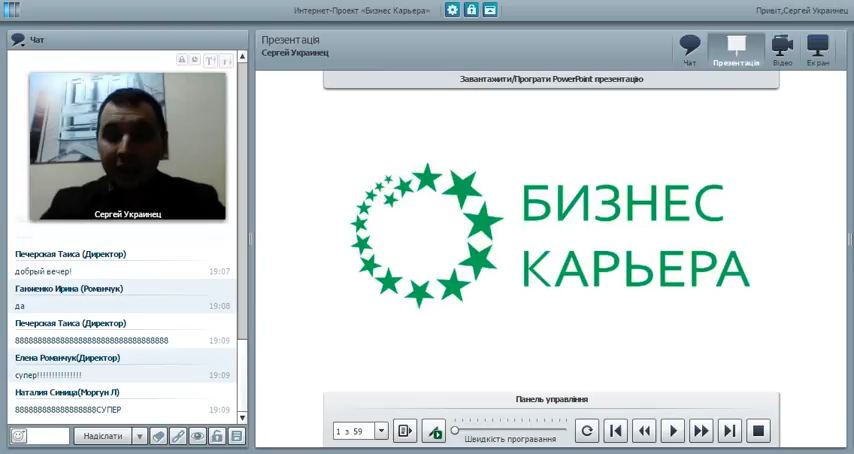 Интернет-Проект «Бизнес Карьера»
Привіт,Сергей Украинец
Чат
Сергей Украинец
Печерская Таиса (Директор)
добрый вечер!
19:07
Ганженко Ирина (Романчук)
да
19:08
Печерская Таиса (Директор)
88888888888888888888888888888888888
19:09
Елена Романчук(Директор)
супер!!!!!!!!!!!!!!!
19:09
Наталия Синица(Моргун Л)
888888888888888888СУПЕР
19:09
Надіслати
Презентація
Сергей Украинец
Чат
Презентація
Відео
Екран
Завантажити/Програти PowerPoint презентацію
БИЗНЕС
КАРЬЕРА
Панель управління
1 з 59
Швидкість програвання